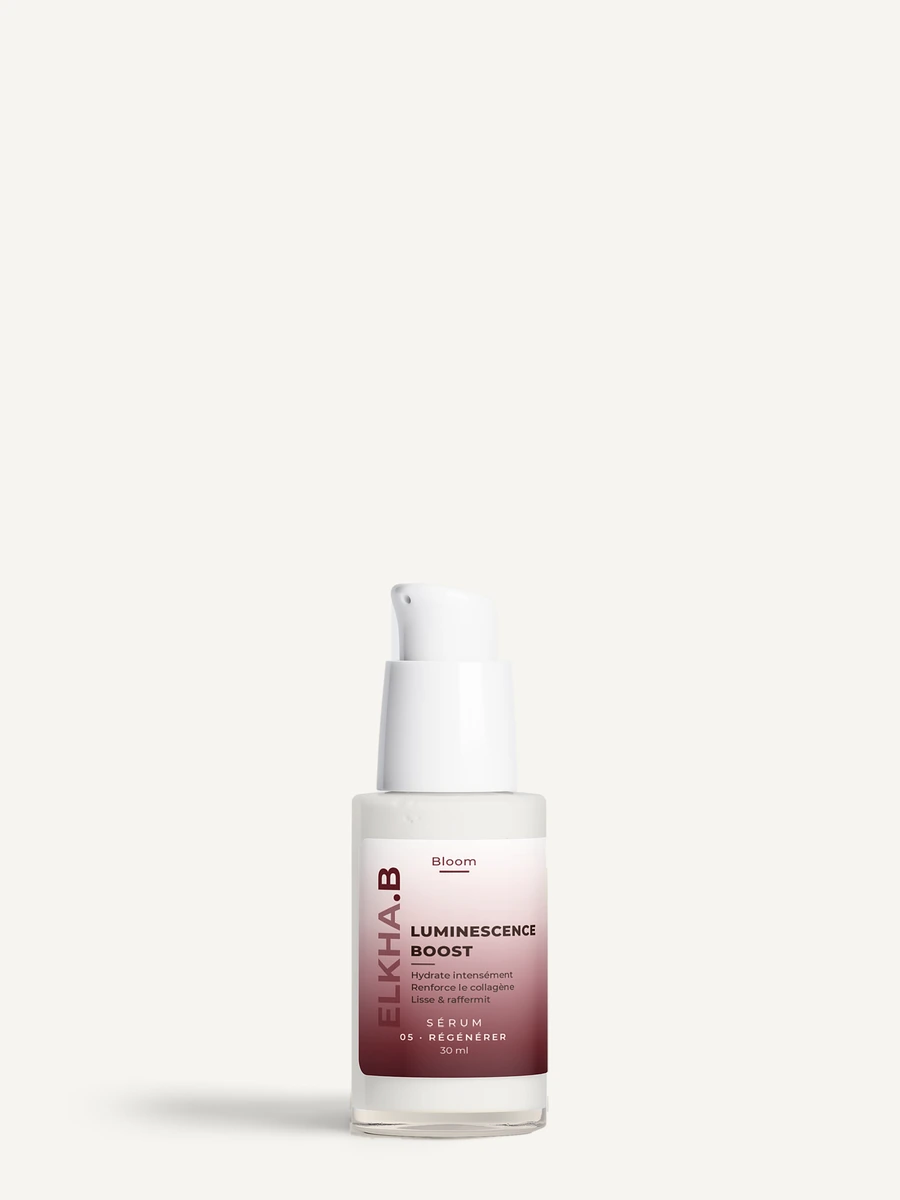 Bloom
ELKHA.B
LUMINESCENCE
BOOST
Hydrate intensément
Renforce le collagène
Lisse & raffermit
SÉRUM
05 · RÉGÉNÉRER
30 ml